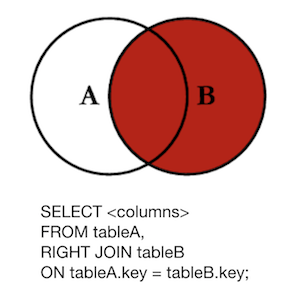 A B
SELECT <columns>
FROM tableA,
RIGHT JOIN tableB
ON tableA.key = tableB.key;